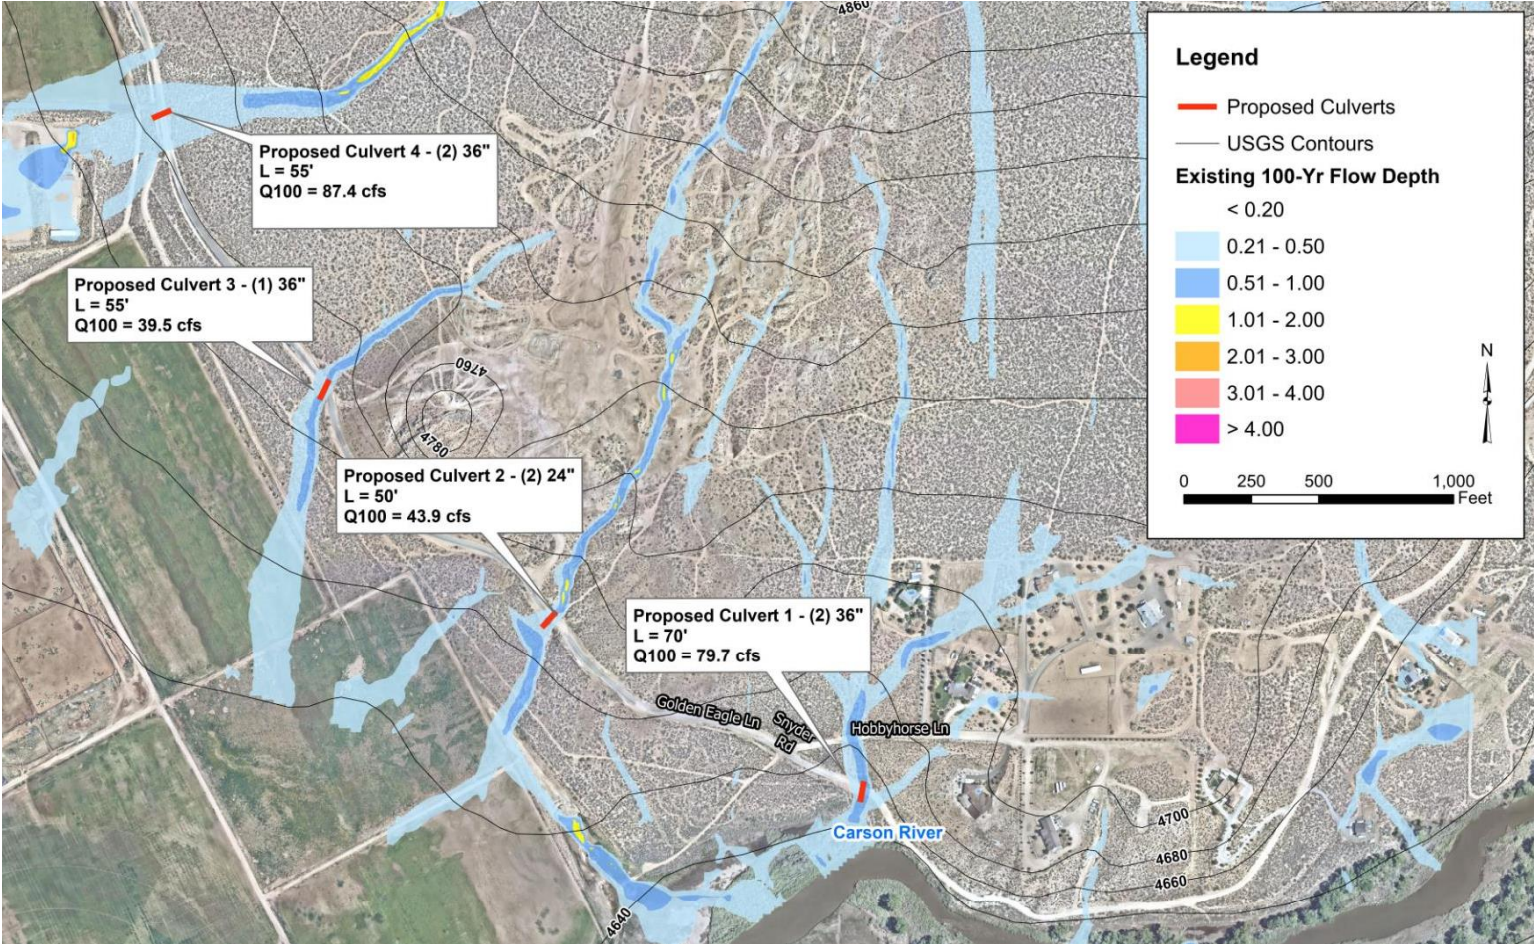 4860
Legend
Proposed Culverts
USGS Contours
Existing 100-Yr Flow Depth
< 0.20
0.21 - 0.50
0.51 - 1.00
1.01 - 2.00
2.01 - 3.00
3.01 - 4.00
> 4.00
N
0 250 500 1,000
Feet
Proposed Culvert 4 - (2) 36"
L = 55'
Q100 = 87.4 cfs
Proposed Culvert 3 - (1) 36"
L = 55'
Q100 = 39.5 cfs
4760
4780
Proposed Culvert 2 - (2) 24"
L = 50'
Q100 = 43.9 cfs
Proposed Culvert 1 - (2) 36"
L = 70'
Q100 = 79.7 cfs
Golden Eagle Ln
Snyder
Rd
Hobbyhorse Ln
Carson River
4700
4680
4660
4640